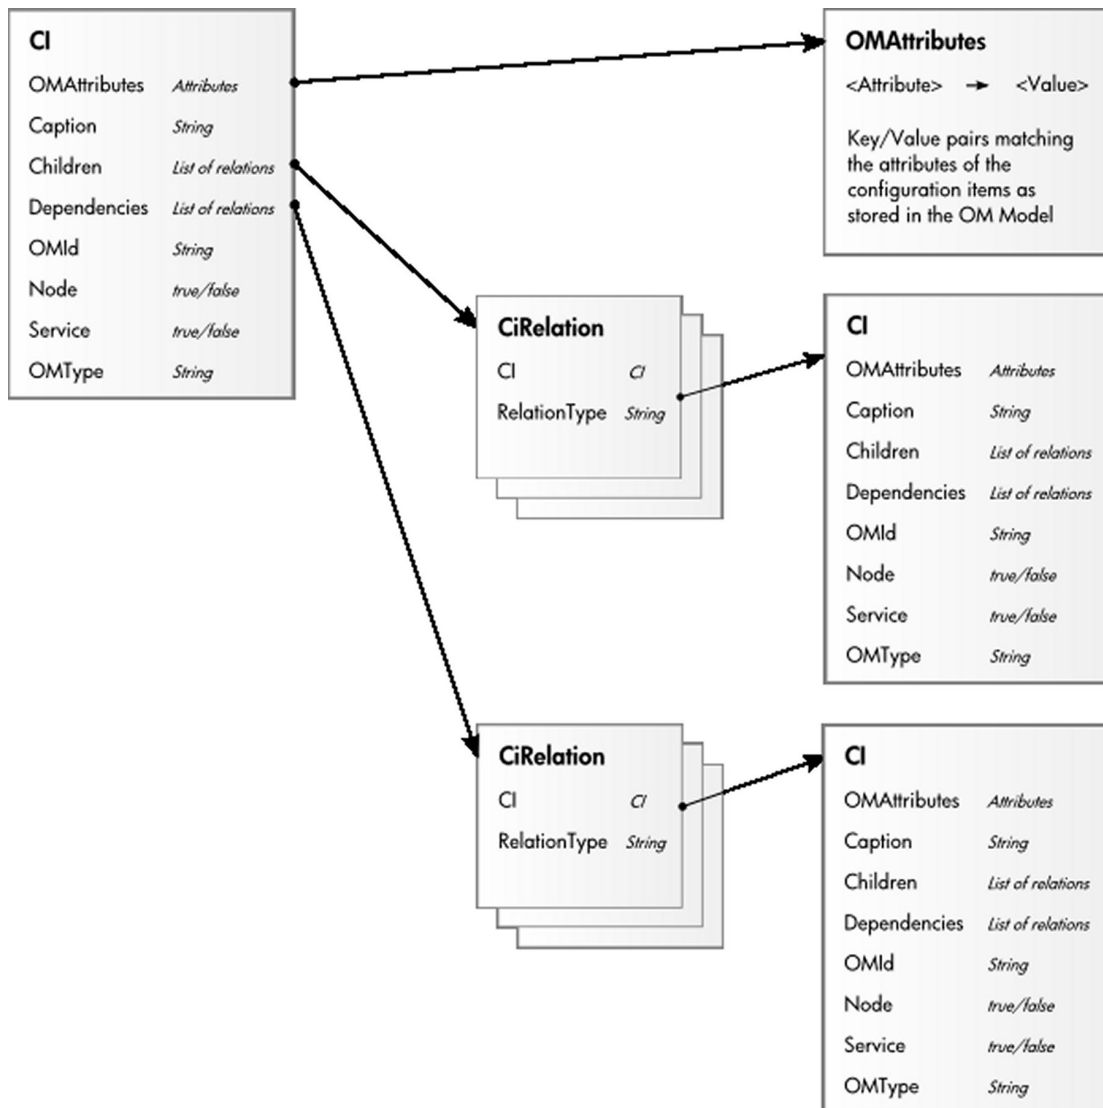 CI
OMAttributes Attributes
Caption String
Children List of relations
Dependencies List of relations
OMId String
Node true/false
Service true/false
OMType String
OMAttributes
<Attribute> → <Value>
Key/Value pairs matching
the attributes of the
configuration items as
stored in the OM Model
CiRelation
CI CI
RelationType String
CI
OMAttributes Attributes
Caption String
Children List of relations
Dependencies List of relations
OMId String
Node true/false
Service true/false
OMType String
CiRelation
CI CI
RelationType String
CI
OMAttributes Attributes
Caption String
Children List of relations
Dependencies List of relations
OMId String
Node true/false
Service true/false
OMType String